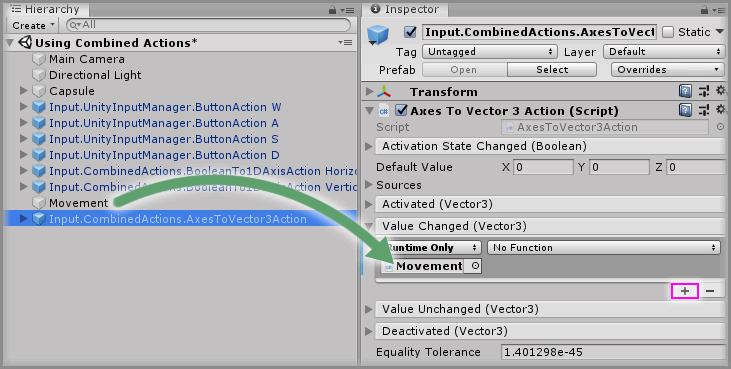 Hierarchy
Create All
Using Combined Actions*
Main Camera
Directional Light
Capsule
Input.UnityInputManager.ButtonAction W
Input.UnityInputManager.ButtonAction A
Input.UnityInputManager.ButtonAction S
Input.UnityInputManager.ButtonAction D
Input.CombinedActions.BooleanTo1DAxisAction Horizo
Input.CombinedActions.BooleanTo1DAxisAction Vertic
Movement
Input.CombinedActions.AxesToVector3Action
Inspector
Input.CombinedActions.AxesToVect Static
Tag Untagged Layer Default
Prefab Open Select Overrides
Transform
Axes To Vector 3 Action (Script)
Script AxesToVector3Action
Activation State Changed (Boolean)
Default Value X 0 Y 0 Z 0
Sources
Activated (Vector3)
Value Changed (Vector3)
Runtime Only No Function
Movement
+ −
Value Unchanged (Vector3)
Deactivated (Vector3)
Equality Tolerance 1.401298e-45